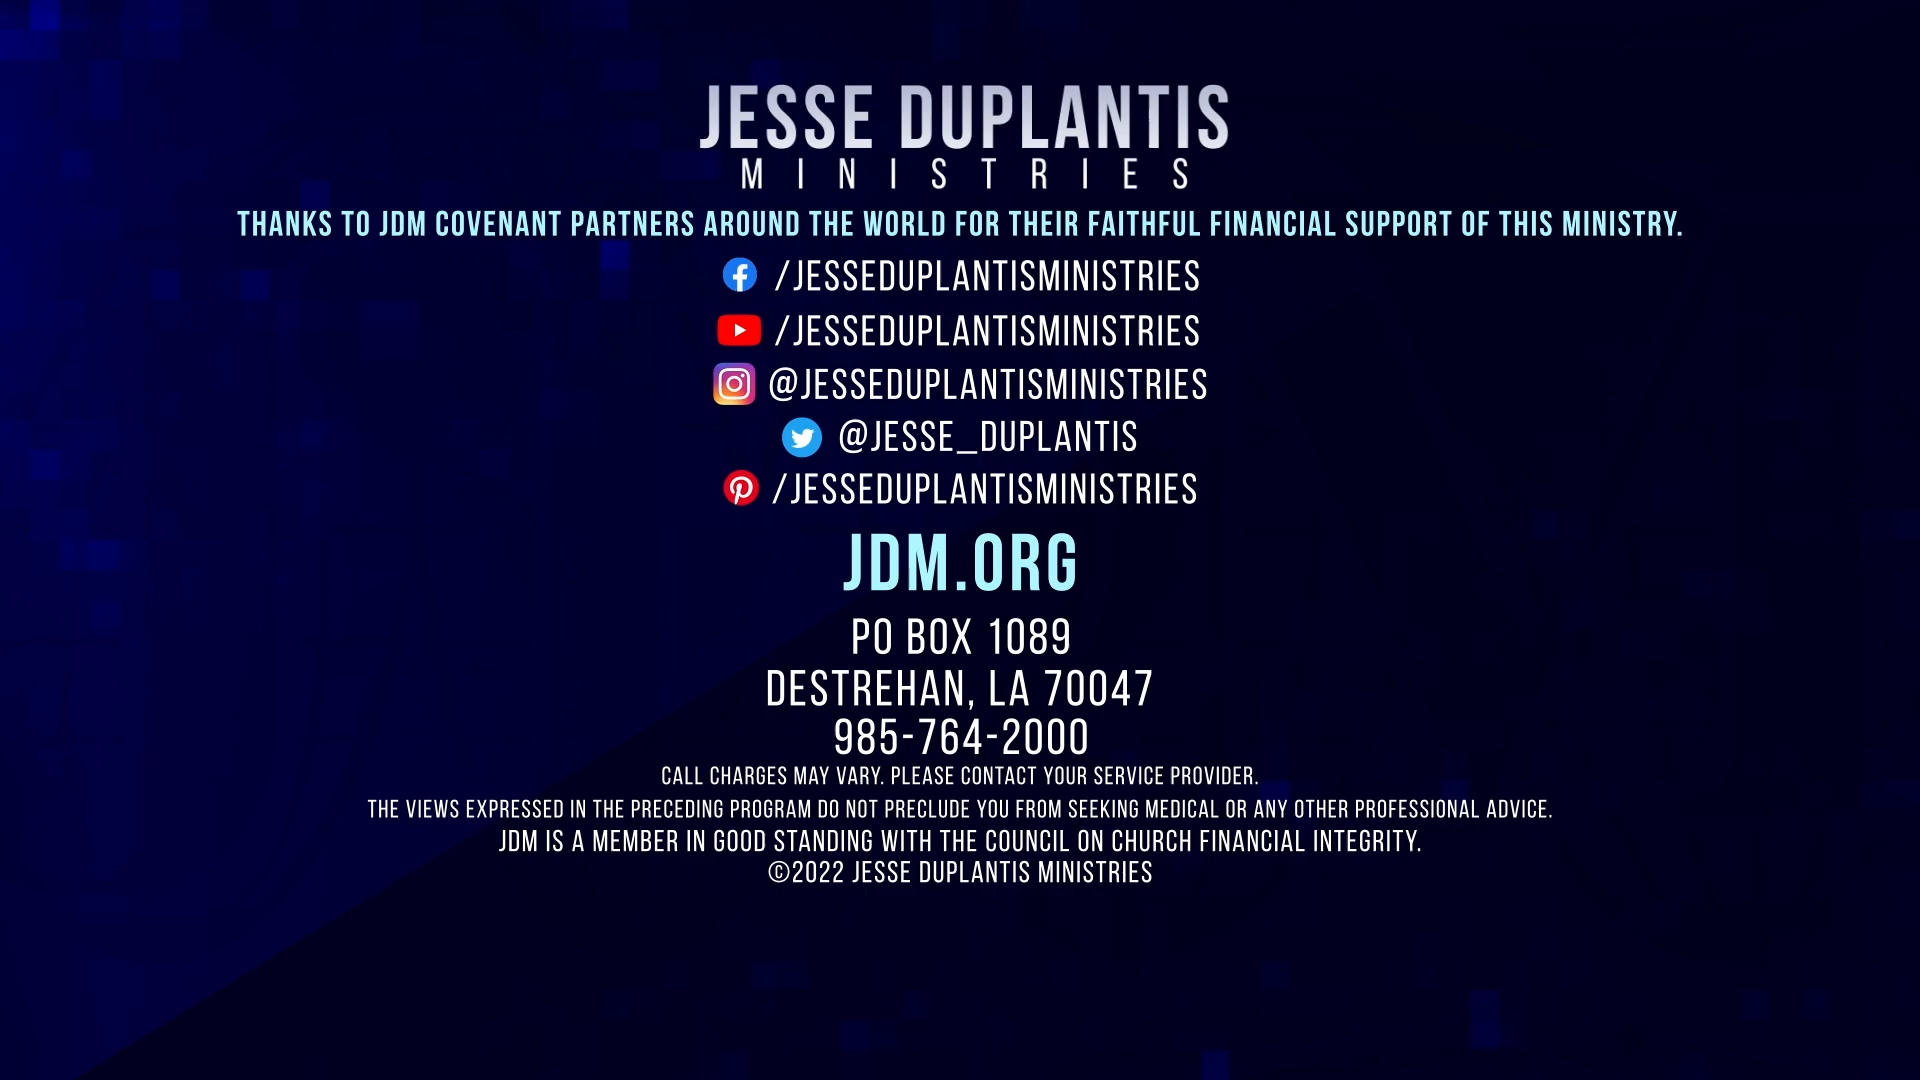 JESSE DUPLANTIS
MINISTRIES
THANKS TO JDM COVENANT PARTNERS AROUND THE WORLD FOR THEIR FAITHFUL FINANCIAL SUPPORT OF THIS MINISTRY.
/JESSEDUPLANTISMINISTRIES
/JESSEDUPLANTISMINISTRIES
@JESSEDUPLANTISMINISTRIES
@JESSE_DUPLANTIS
/JESSEDUPLANTISMINISTRIES
JDM.ORG
PO BOX 1089
DESTREHAN, LA 70047
985-764-2000
CALL CHARGES MAY VARY. PLEASE CONTACT YOUR SERVICE PROVIDER.
THE VIEWS EXPRESSED IN THE PRECEDING PROGRAM DO NOT PRECLUDE YOU FROM SEEKING MEDICAL OR ANY OTHER PROFESSIONAL ADVICE.
JDM IS A MEMBER IN GOOD STANDING WITH THE COUNCIL ON CHURCH FINANCIAL INTEGRITY.
©2022 JESSE DUPLANTIS MINISTRIES